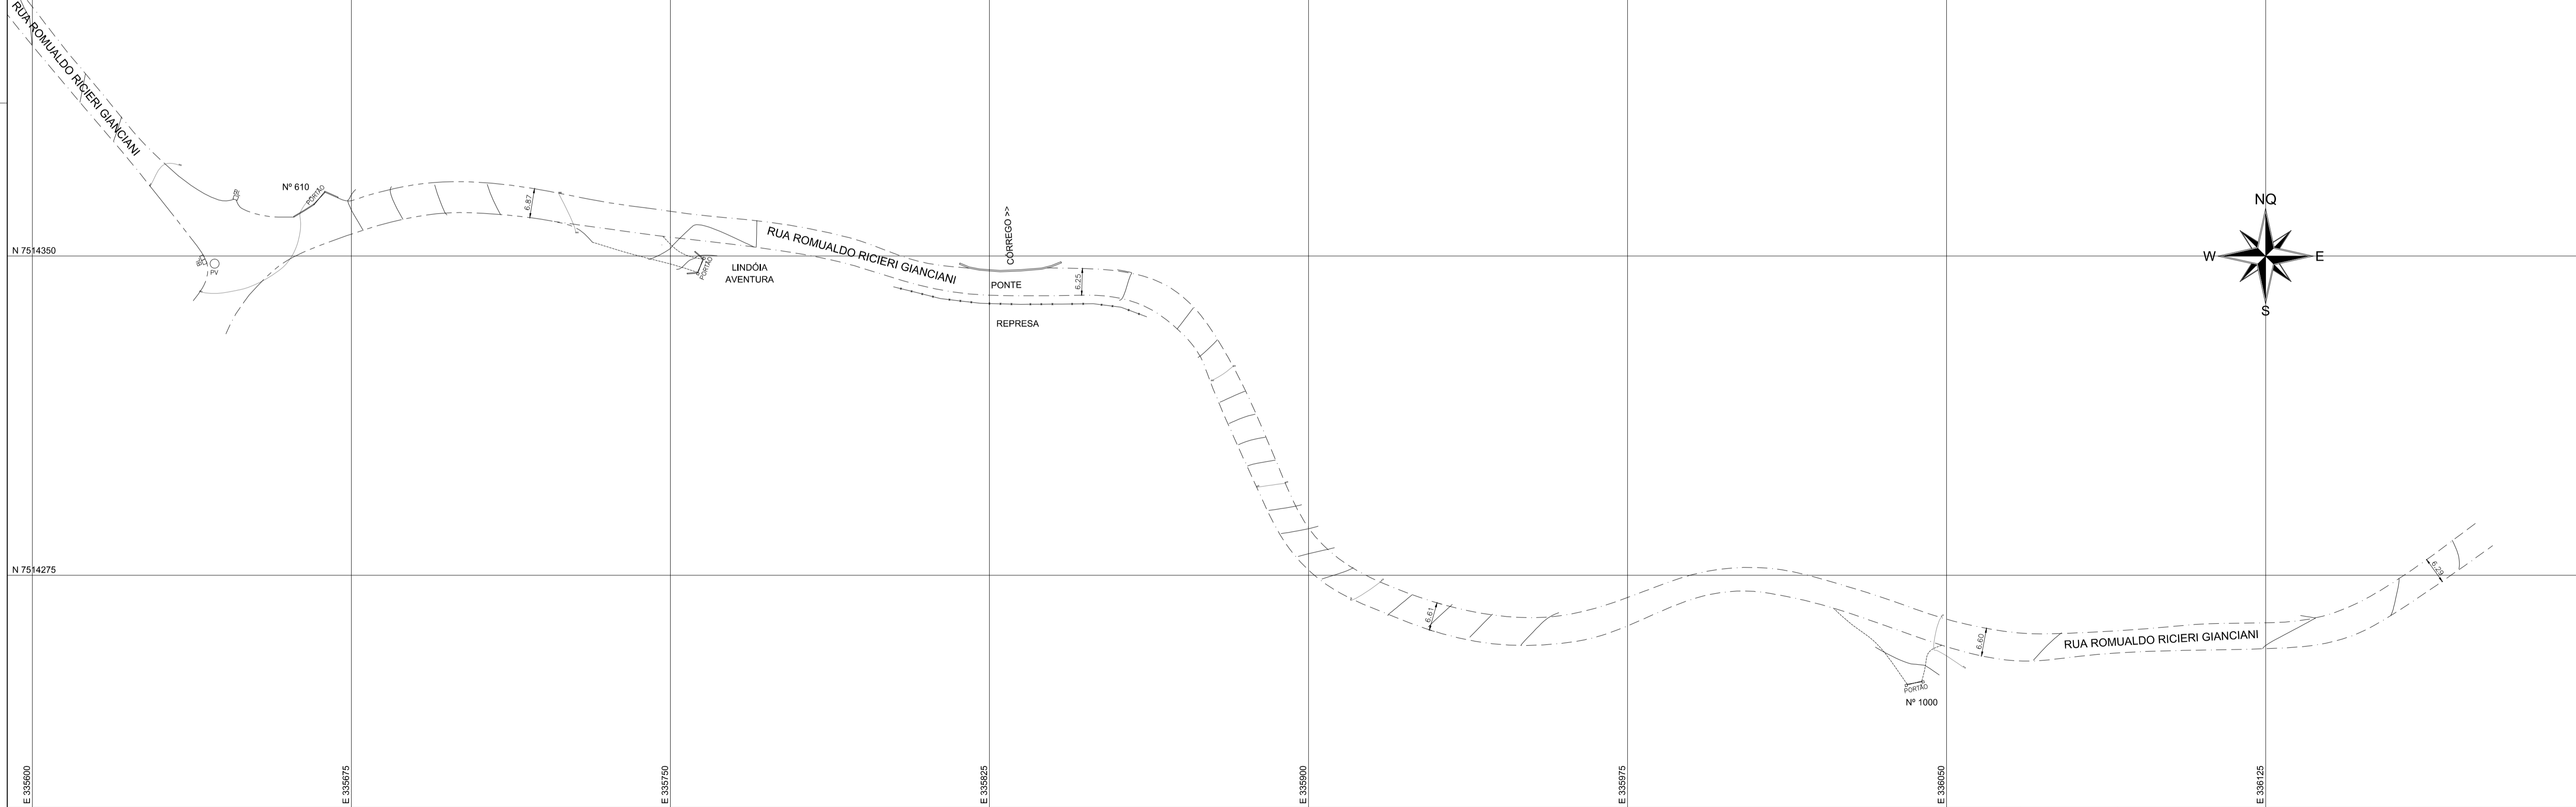 RUA ROMUALDO RICIERI GIANCIANI
Nº 610
PORTÃO
BL
BL
PV
6.87
LINDÓIA
AVENTURA
PORTÃO
RUA ROMUALDO RICIERI GIANCIANI
CÓRREGO >>
PONTE
6.25
REPRESA
6.61
PORTÃO
Nº 1000
6.60
RUA ROMUALDO RICIERI GIANCIANI
6.29
NQ
W
E
S
N 7514350
N 7514275
E 335600
E 335675
E 335750
E 335825
E 335900
E 335975
E 336050
E 336125